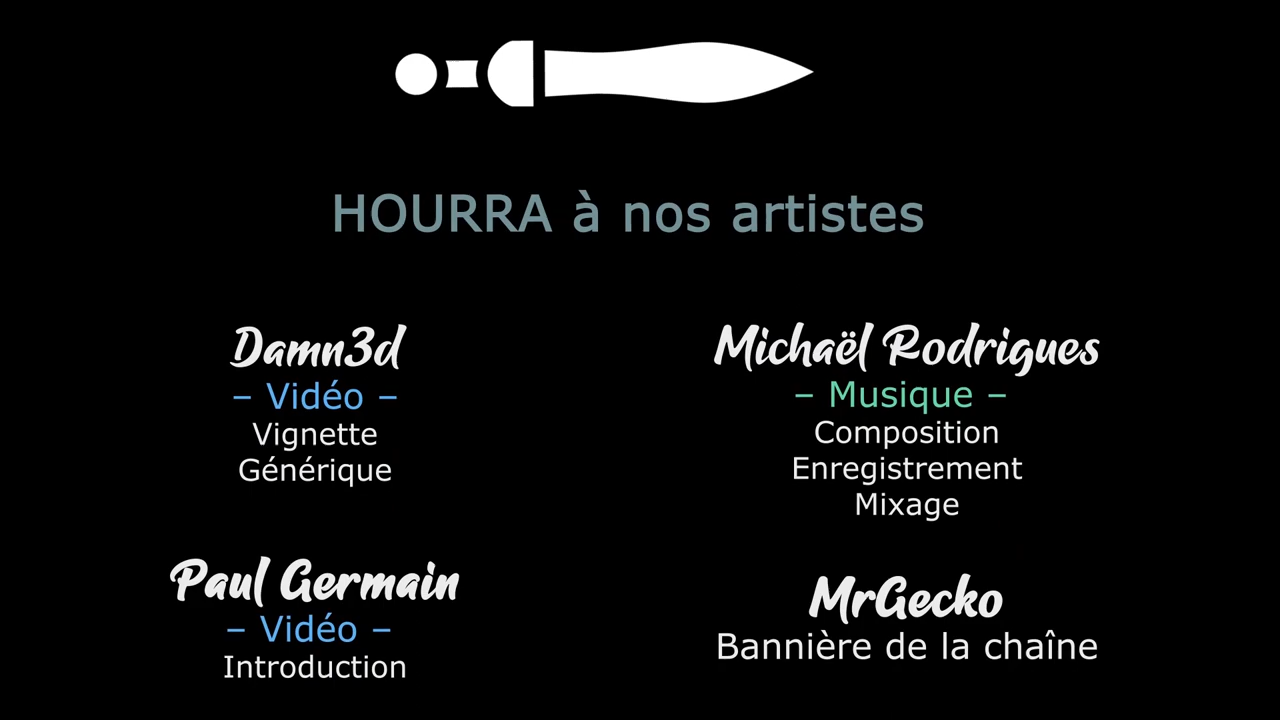 HOURRA à nos artistes
Damn3d
– Vidéo –
Vignette
Générique
Michaël Rodrigues
– Musique –
Composition
Enregistrement
Mixage
Paul Germain
– Vidéo –
Introduction
MrGecko
Bannière de la chaîne